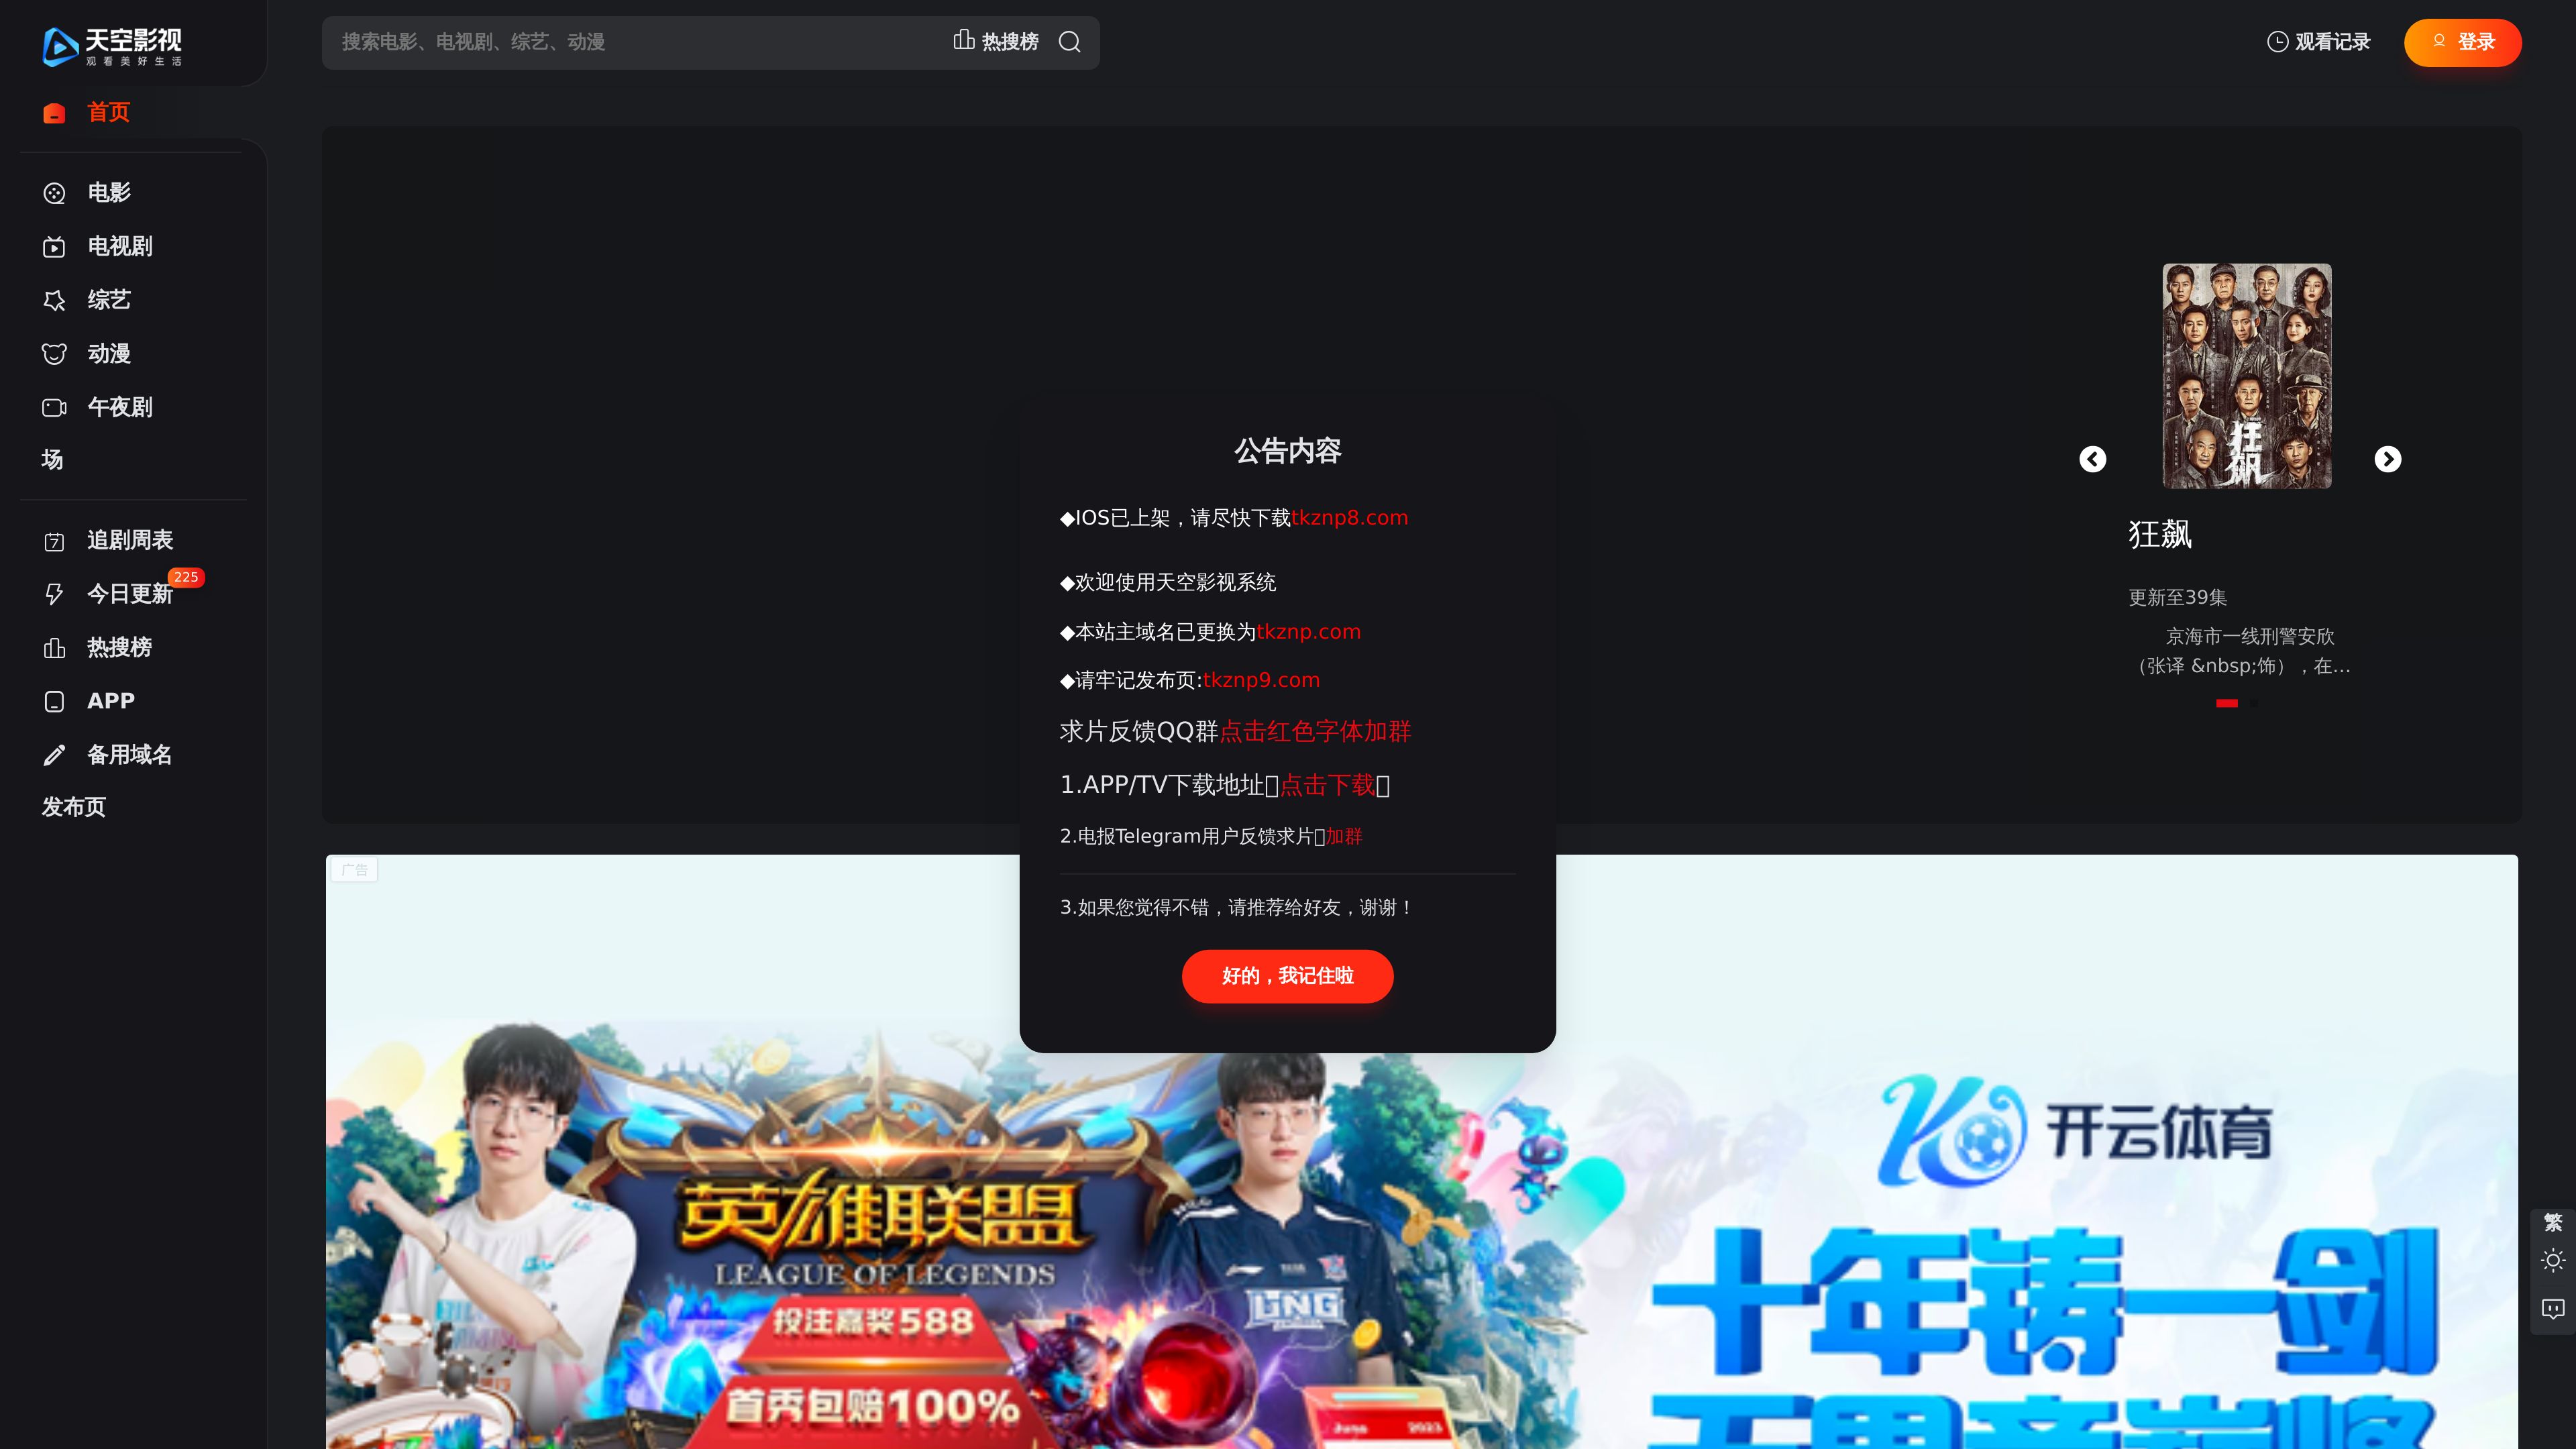 天空影视
观看美好生活
搜索电影、电视剧、综艺、动漫
热搜榜
观看记录
登录
首页
电影
电视剧
综艺
动漫
午夜剧
场
追剧周表
今日更新
225
热搜榜
APP
备用域名
发布页
狂飙
狂飙
更新至39集
京海市一线刑警安欣
（张译 &nbsp;饰），在...
公告内容
◆IOS已上架，请尽快下载tkznp8.com
◆欢迎使用天空影视系统
◆本站主域名已更换为tkznp.com
◆请牢记发布页:tkznp9.com
求片反馈QQ群点击红色字体加群
1.APP/TV下载地址点击下载
2.电报Telegram用户反馈求片加群
3.如果您觉得不错，请推荐给好友，谢谢！
好的，我记住啦
广告
英雄联盟
LEAGUE OF LEGENDS
投注嘉奖588
首秀包赔100%
LNG
June 2023
开云体育
十年铸一剑
繁